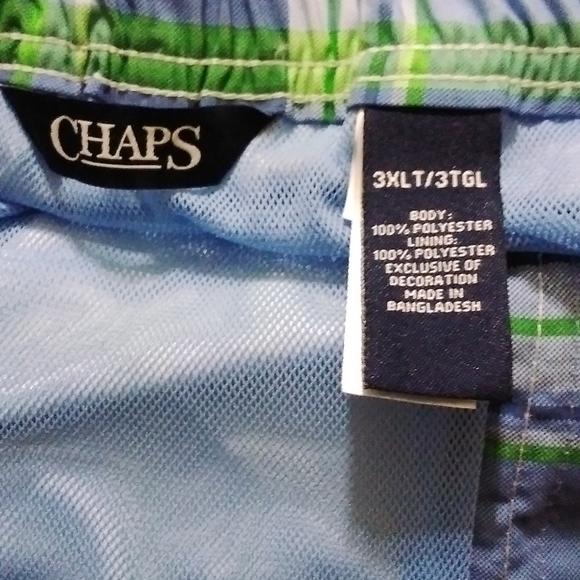 CHAPS
3XLT/3TGL
BODY:
100% POLYESTER
LINING:
100% POLYESTER
EXCLUSIVE OF
DECORATION
MADE IN
BANGLADESH